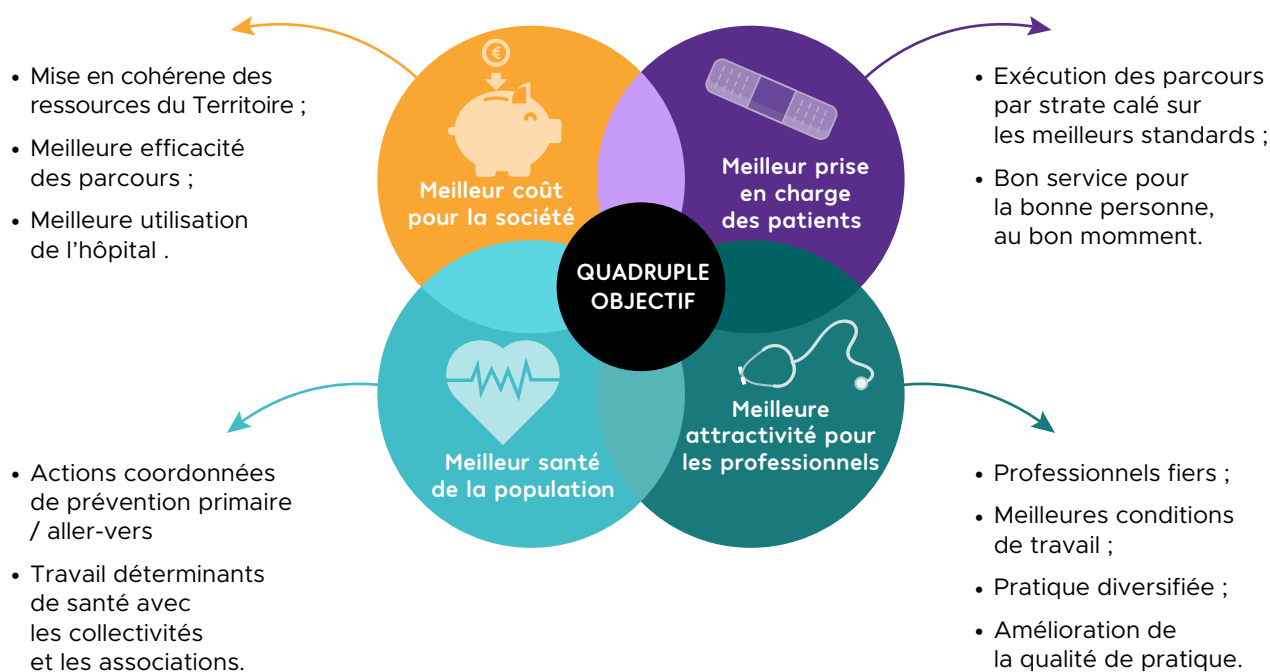 • Mise en cohérene des
ressources du Territoire ;
• Meilleure efficacité
des parcours ;
• Meilleure utilisation
de l’hôpital .
€
Meilleur coût
pour la société
Meilleur prise
en charge
des patients
• Exécution des parcours
par strate calé sur
les meilleurs standards ;
• Bon service pour
la bonne personne,
au bon momment.
QUADRUPLE
OBJECTIF
Meilleur santé
de la population
Meilleure
attractivité pour
les professionnels
• Actions coordonnées
de prévention primaire
/ aller-vers
• Travail déterminants
de santé avec
les collectivités
et les associations.
• Professionnels fiers ;
• Meilleures conditions
de travail ;
• Pratique diversifiée ;
• Amélioration de
la qualité de pratique.